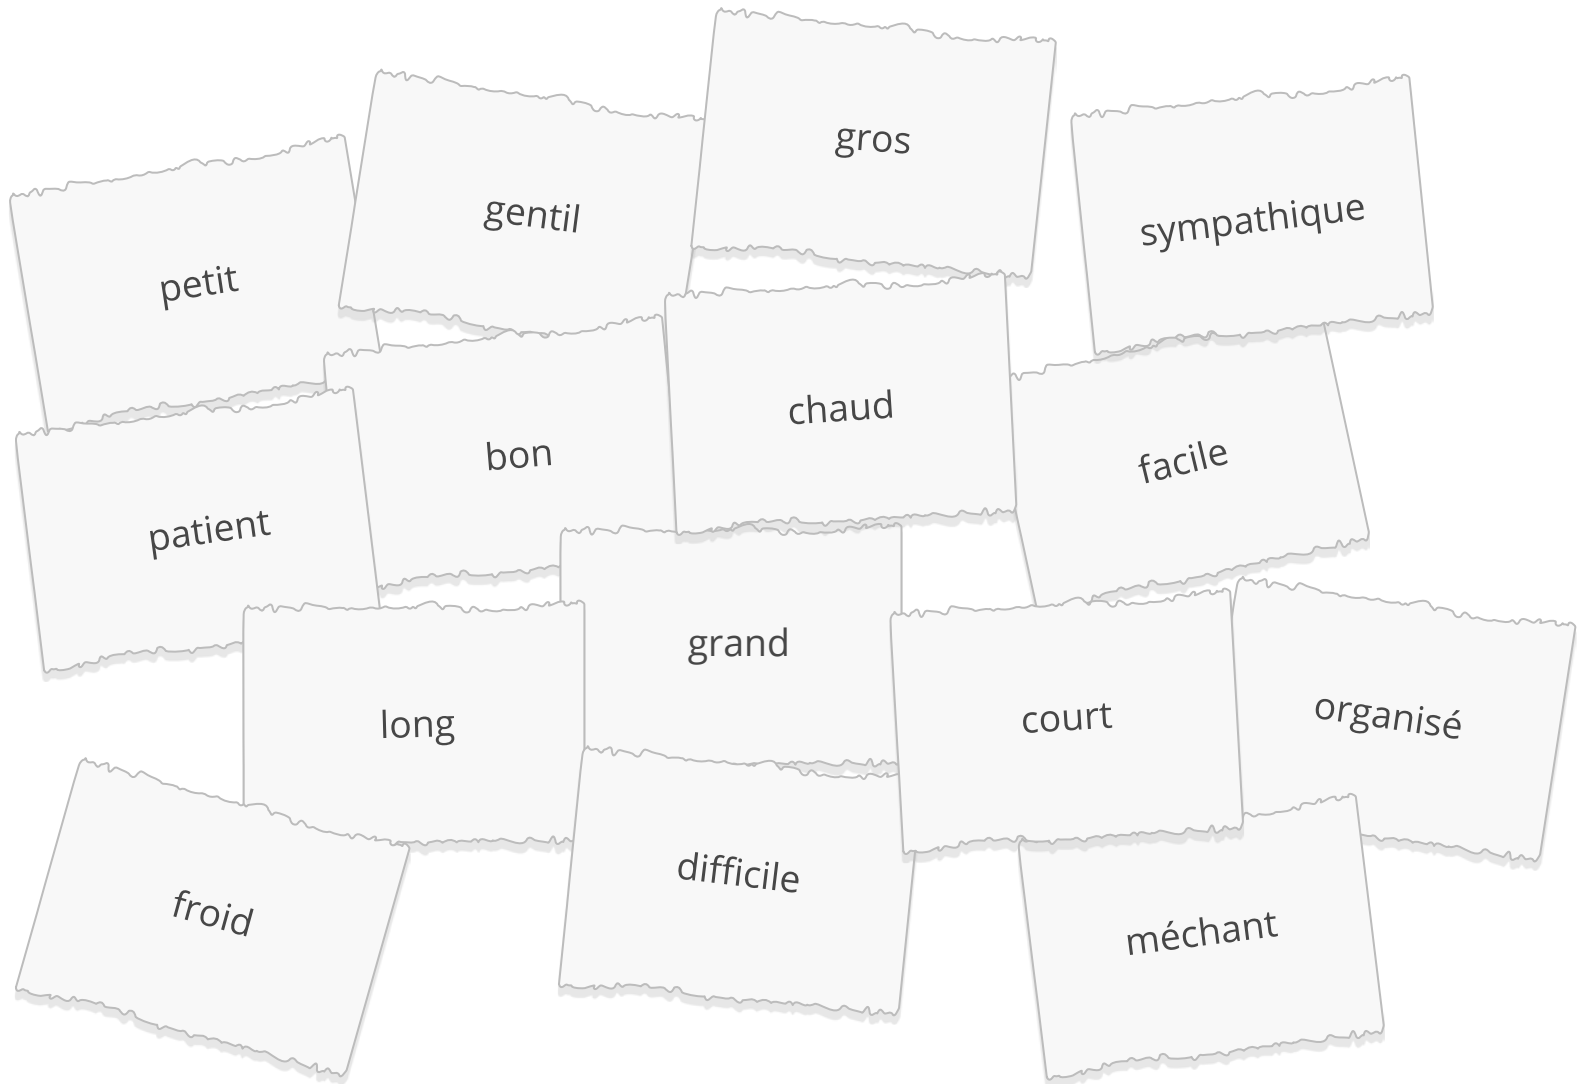 petit
gentil
gros
sympathique
patient
bon
chaud
facile
long
grand
court
organisé
froid
difficile
méchant